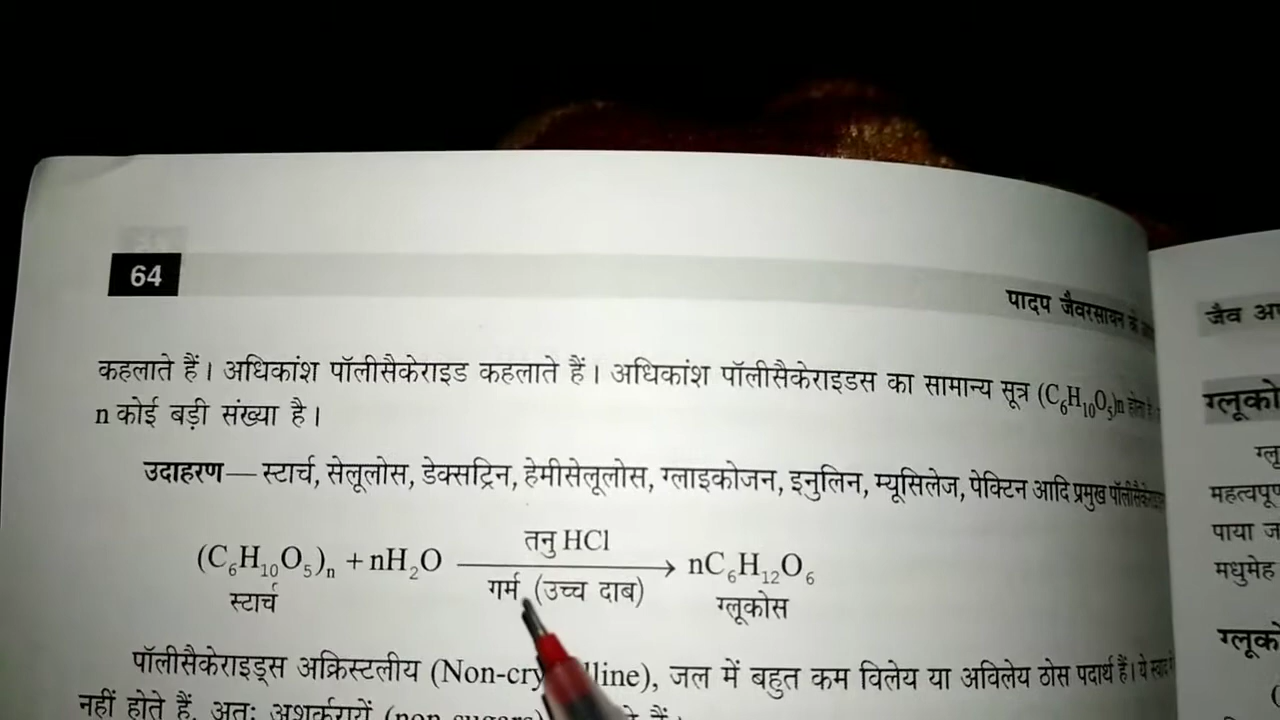 64
पादप जैवरसायन के
कहलाते हैं। अधिकांश पॉलीसैकेराइड कहलाते हैं। अधिकांश पॉलीसैकेराइडस का सामान्य सूत्र (C₆H₁₀O₅)n होता है
n कोई बड़ी संख्या है।
उदाहरण— स्टार्च, सेलूलोस, डेक्सट्रिन, हेमीसेलूलोस, ग्लाइकोजन, इनुलिन, म्यूसिलेज, पेक्टिन आदि प्रमुख
तनु HCl
(C₆H₁₀O₅)ₙ + nH₂O ⟶ nC₆H₁₂O₆
गर्म (उच्च दाब)
स्टार्च ग्लूकोस
पॉलीसैकेराइड्स अक्रिस्टलीय (Non-cry line), जल में बहुत कम विलेय या अविलेय ठोस पदार्थ हैं। ये स्वाद में
नहीं होते हैं, अतः अशर्कराएँ (non sugars)
जैव
ग्लूको
ग्लू
महत्वपूर्ण
पाया ज
मधुमेह
ग्लूको